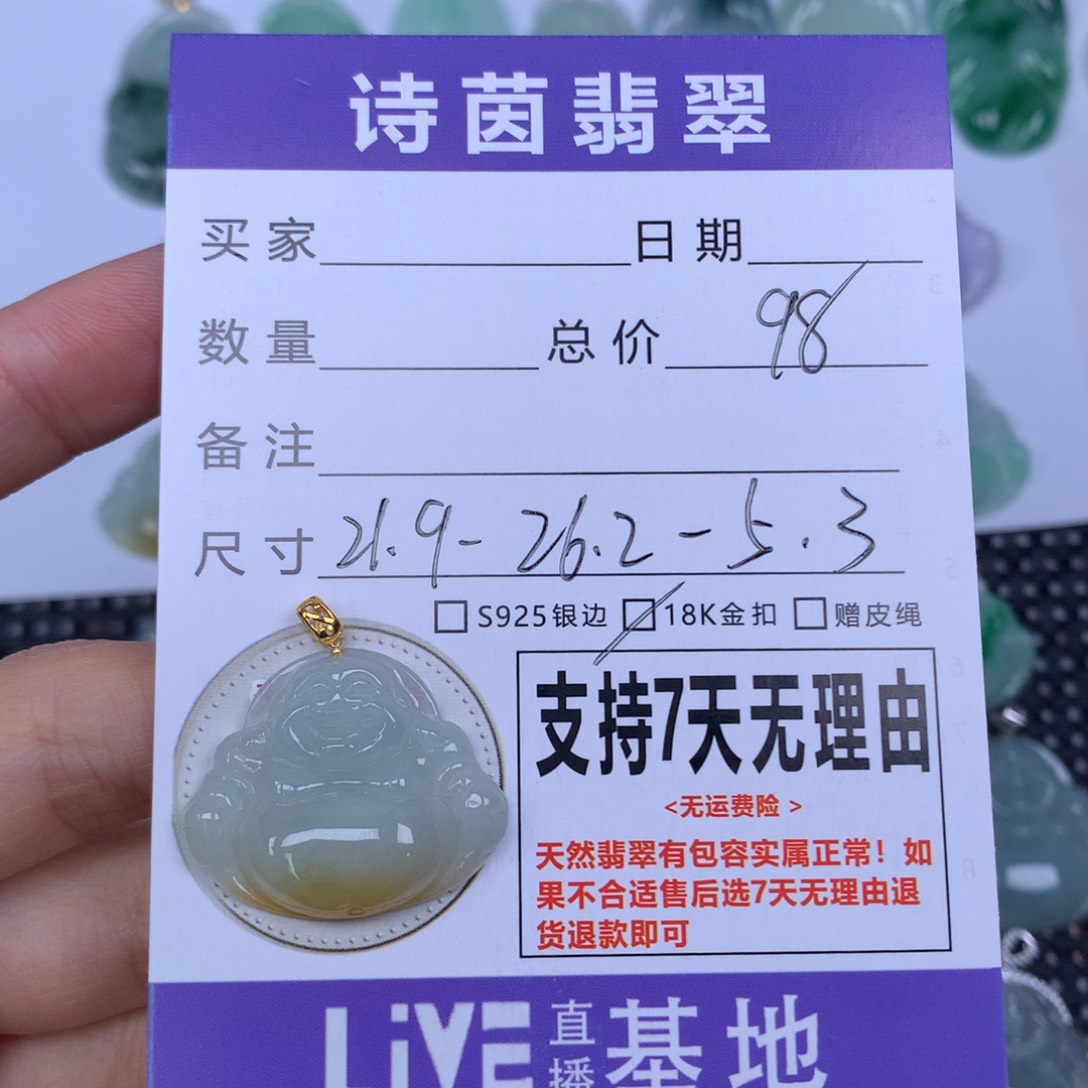 诗茵翡翠
买家 日期
数量 总价 98
备注
尺寸 21.9-26.2-5.3
S925银边 18K金扣 赠皮绳
支持7天无理由
<无运费险 >
天然翡翠有包容实属正常！如
果不合适售后选7天无理由退
货退款即可
LiVE 直播 基地